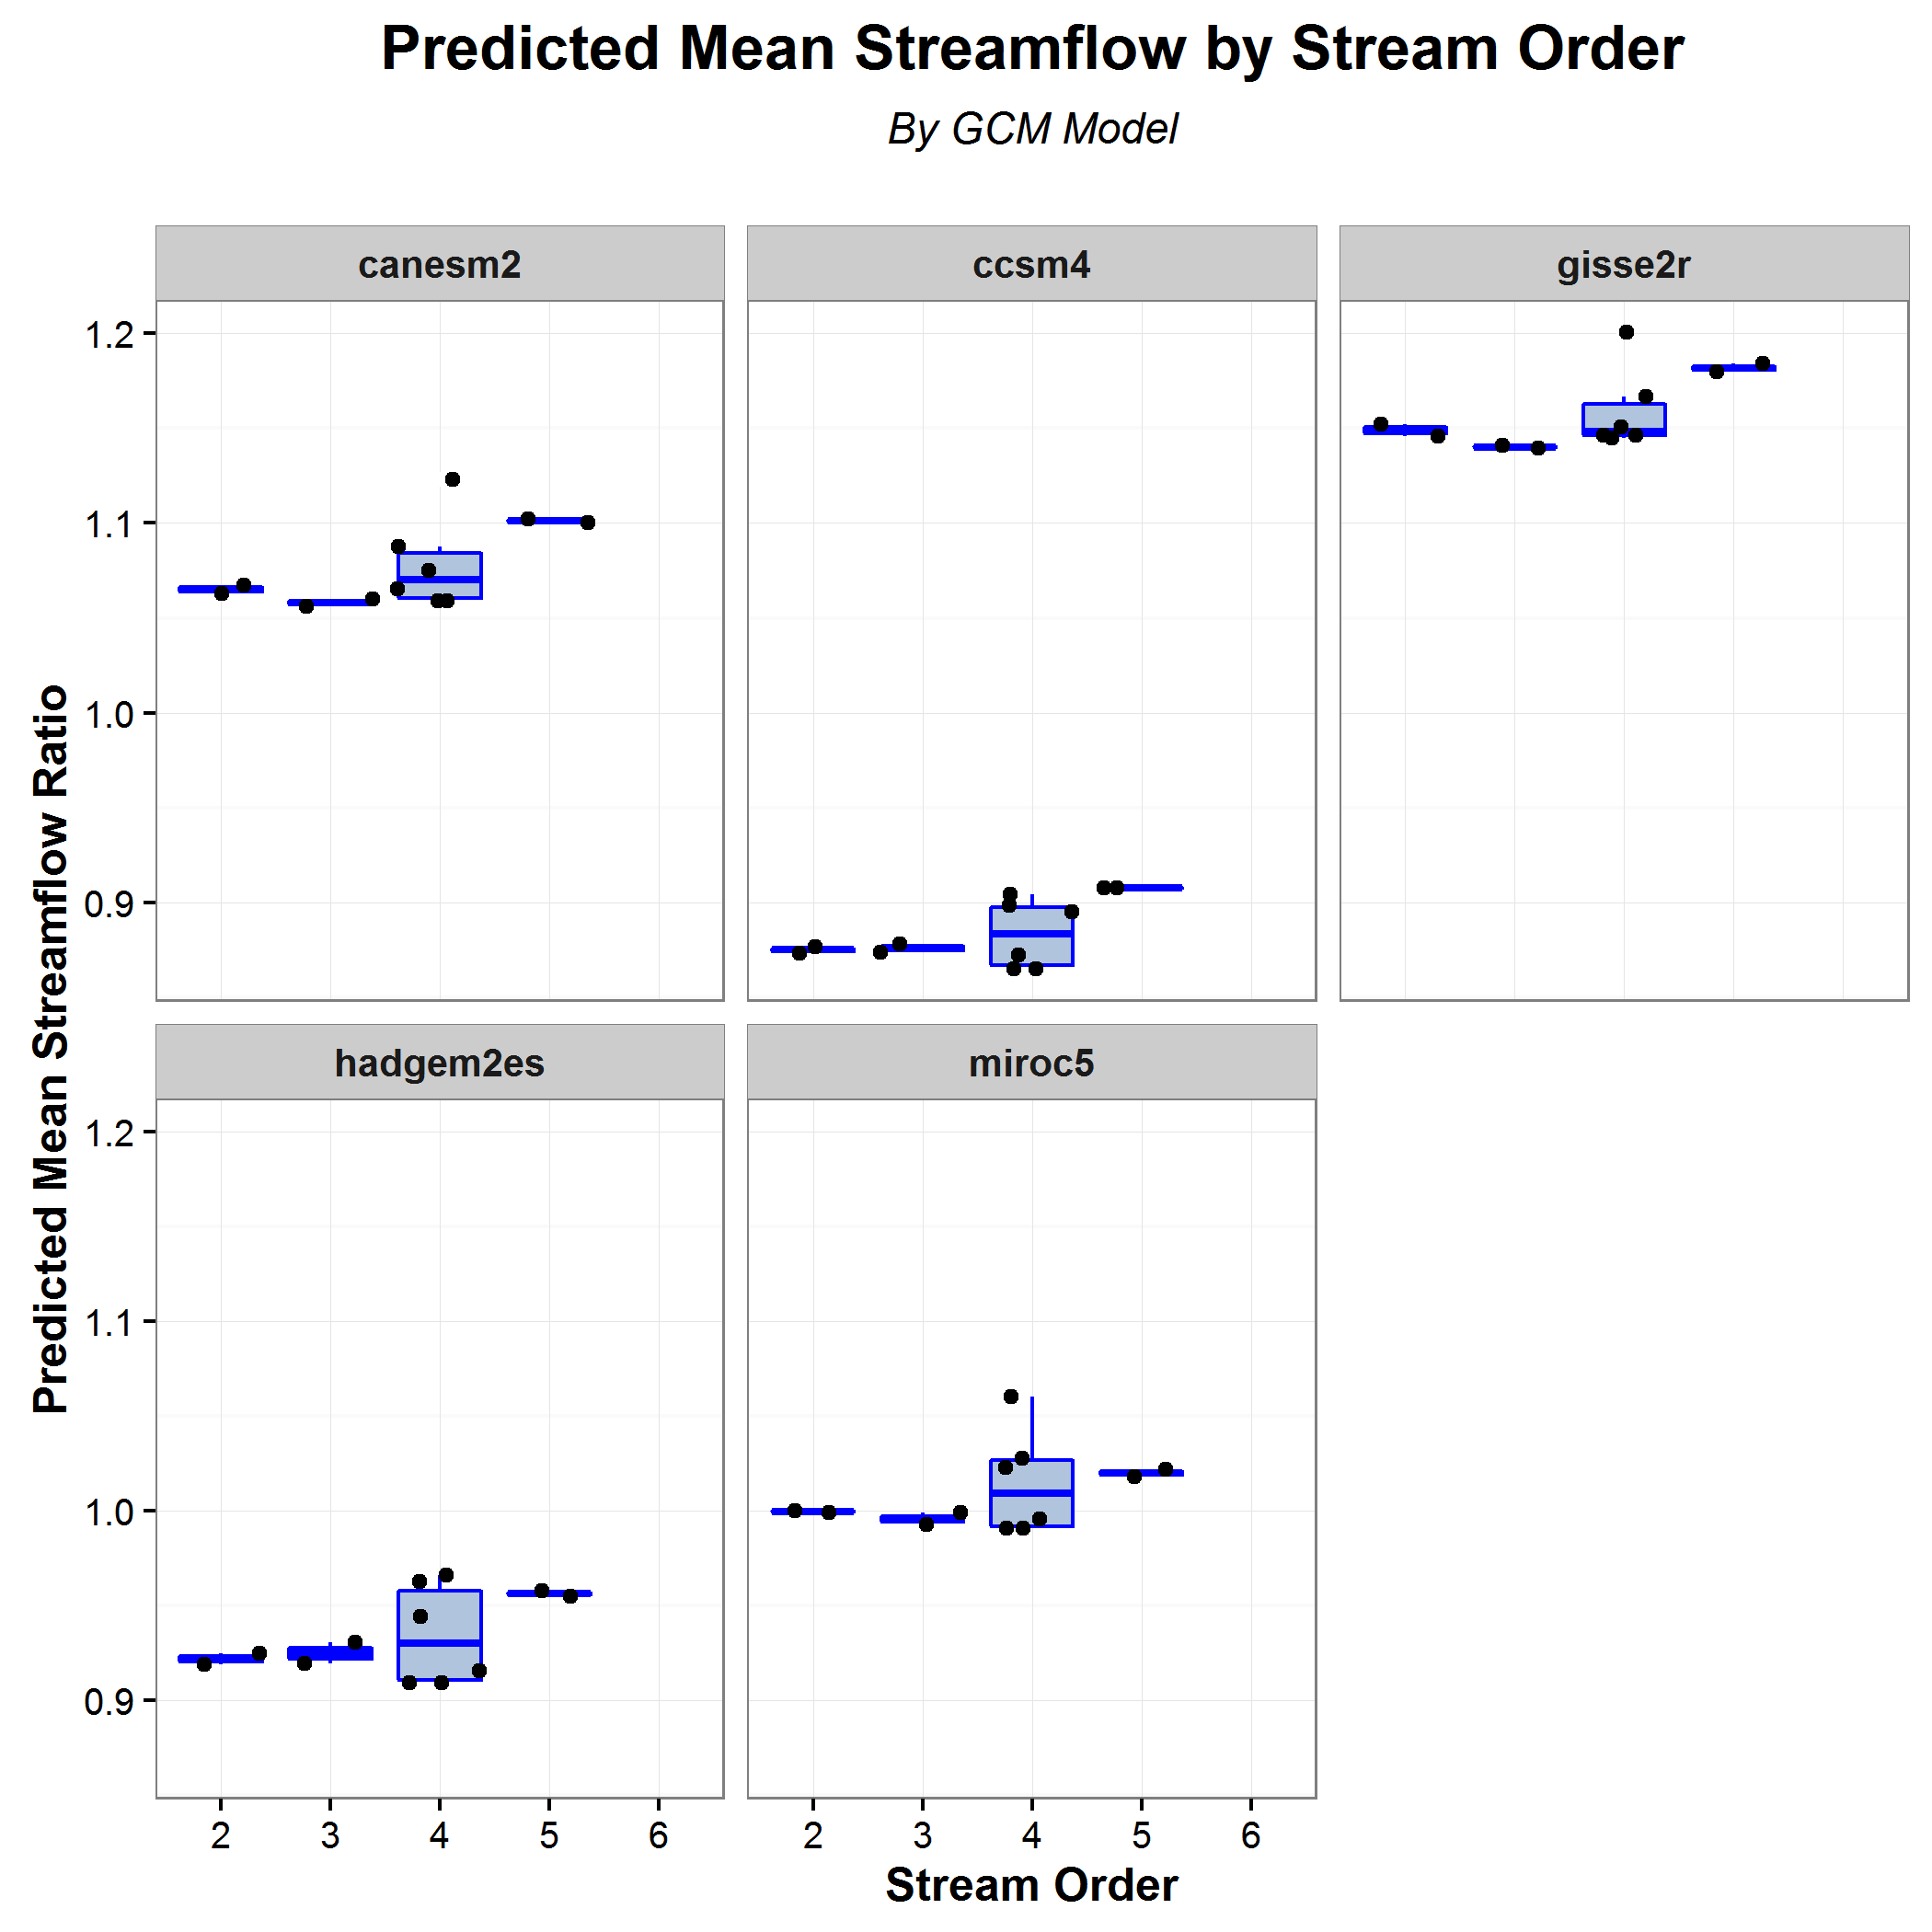 Predicted Mean Streamflow by Stream Order
By GCM Model
canesm2
ccsm4
gisse2r
1.2
1.1
1.0
0.9
Predicted Mean Streamflow Ratio
hadgem2es
miroc5
1.2
1.1
1.0
0.9
2 3 4 5 6
2 3 4 5 6
Stream Order